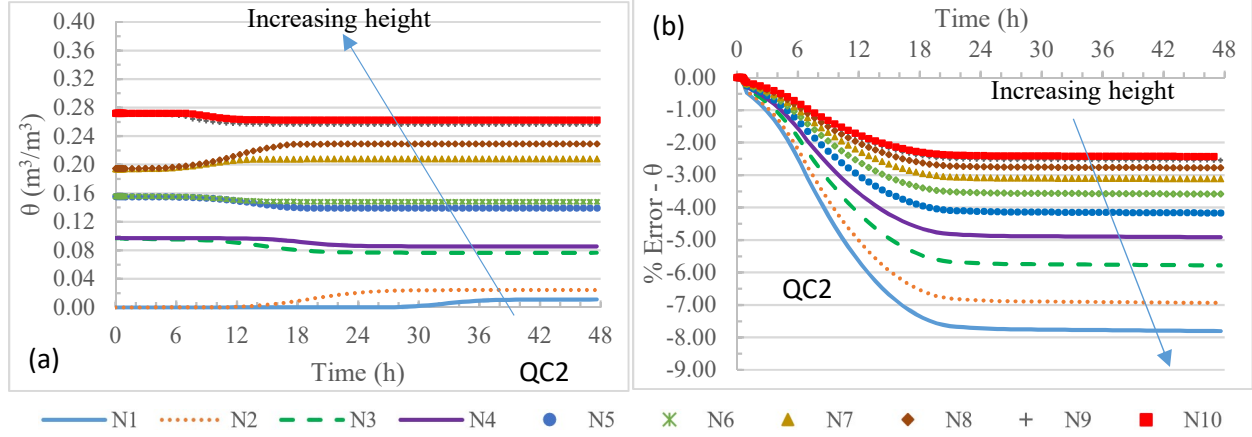 0.40
0.36
0.32
0.28
0.24
0.20
0.16
0.12
0.08
0.04
0.00
θ (m³/m³)
Increasing height
0 6 12 18 24 30 36 42 48
(a)
Time (h)
QC2
Time (h)
(b)
0 6 12 18 24 30 36 42 48
0.00
-1.00
-2.00
-3.00
-4.00
-5.00
-6.00
-7.00
-8.00
-9.00
% Error - θ
Increasing height
QC2
N1 N2 N3 N4 N5 N6 N7 N8 N9 N10